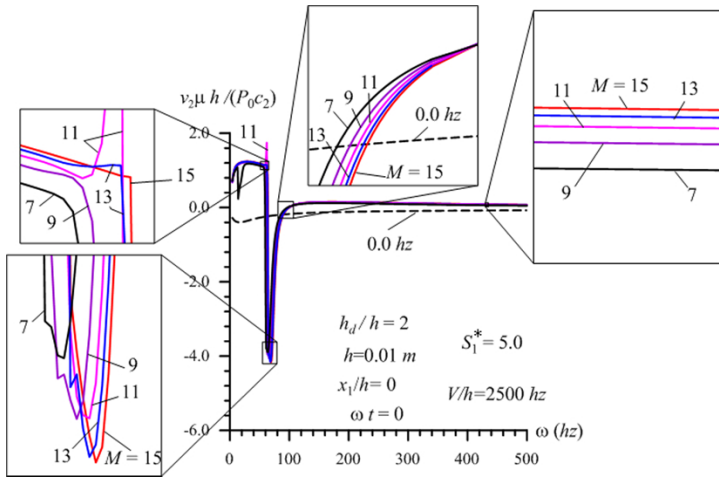 v₂μ h /(P₀c₂)
2.0
0.0
-2.0
-4.0
-6.0
0 100 200 300 400 500
ω (hz)
11
11
13
15
7
9
7
9
11
13
M = 15
11
9
7
0.0 hz
13
M = 15
0.0 hz
M = 15
11
13
9
7
h_d / h = 2
h=0.01 m
x₁/h=0
ω t = 0
S₁*= 5.0
V/h=2500 hz